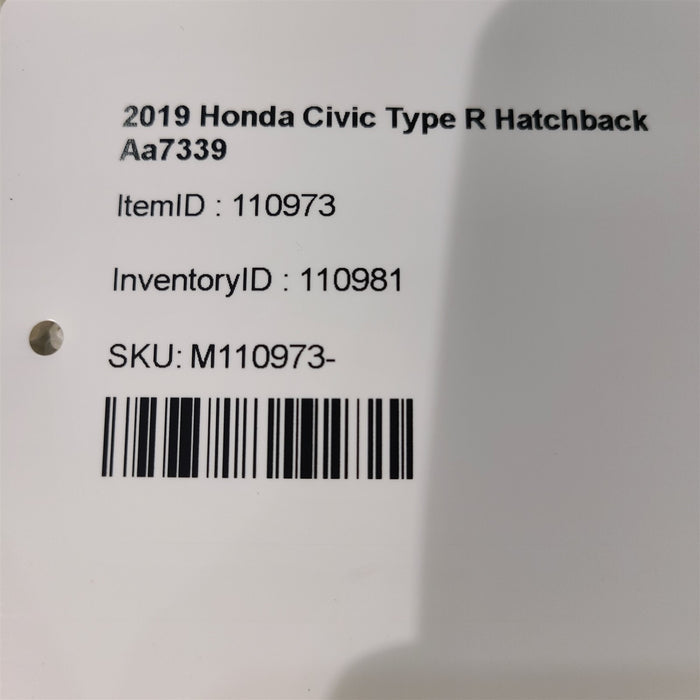 2019 Honda Civic Type R Hatchback
Aa7339
ItemID : 110973
InventoryID : 110981
SKU: M110973-